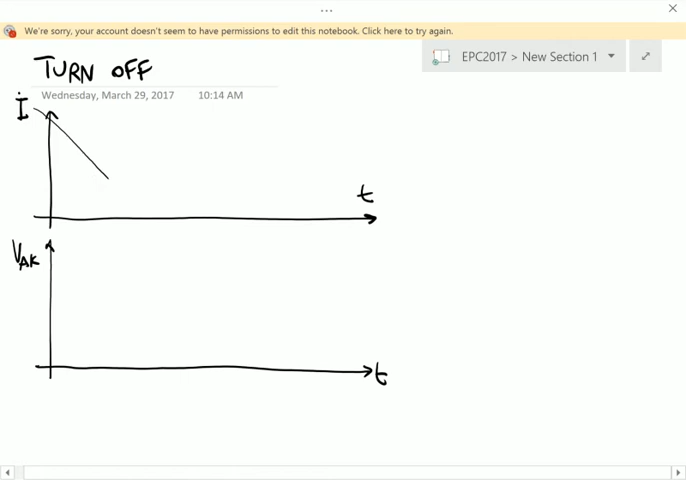 We're sorry, your account doesn't seem to have permissions to edit this notebook. Click here to try again.
EPC2017 > New Section 1
TURN OFF
Wednesday, March 29, 2017 10:14 AM
I
t
VAK
t